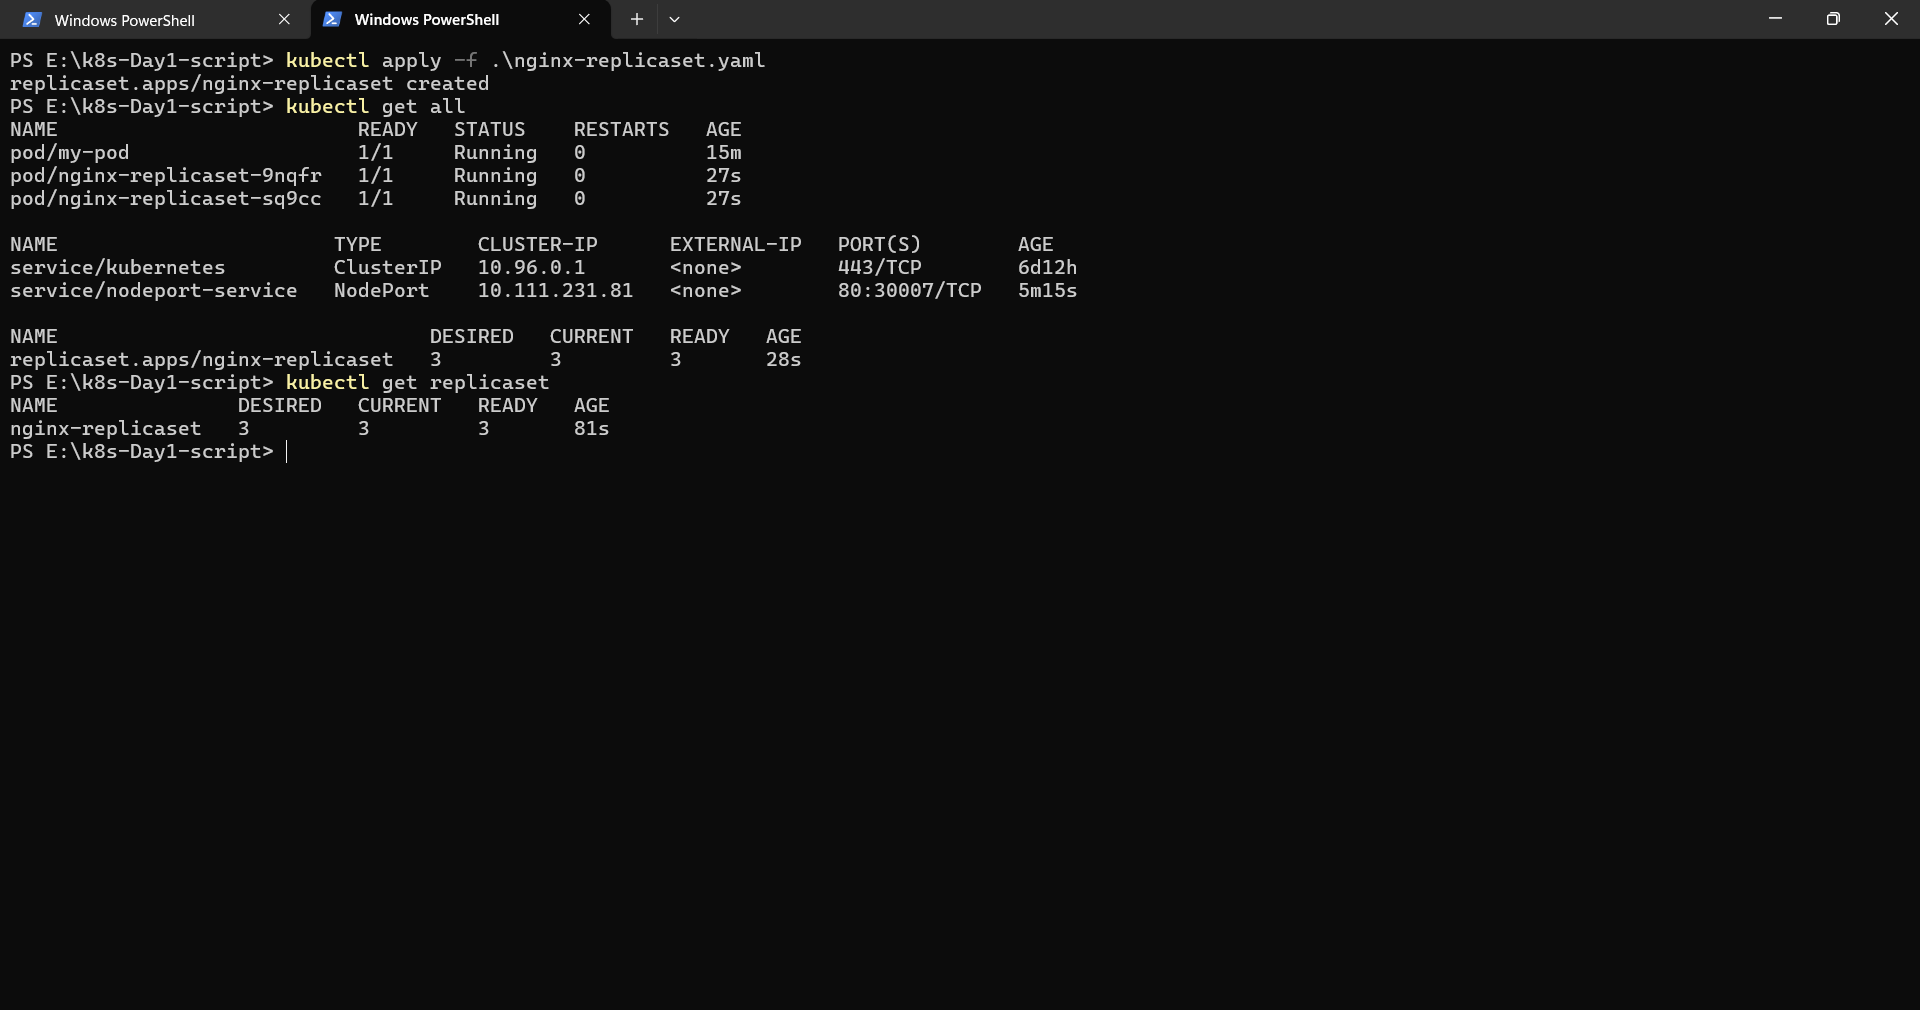 Windows PowerShell
Windows PowerShell
PS E:\k8s-Day1-script> kubectl apply -f .\nginx-replicaset.yaml
replicaset.apps/nginx-replicaset created
PS E:\k8s-Day1-script> kubectl get all
NAME                         READY   STATUS    RESTARTS   AGE
pod/my-pod                   1/1     Running   0          15m
pod/nginx-replicaset-9nqfr   1/1     Running   0          27s
pod/nginx-replicaset-sq9cc   1/1     Running   0          27s
NAME                       TYPE        CLUSTER-IP      EXTERNAL-IP   PORT(S)        AGE
service/kubernetes         ClusterIP   10.96.0.1       <none>        443/TCP        6d12h
service/nodeport-service   NodePort    10.111.231.81   <none>        80:30007/TCP   5m15s
NAME                               DESIRED   CURRENT   READY   AGE
replicaset.apps/nginx-replicaset   3         3         3       28s
PS E:\k8s-Day1-script> kubectl get replicaset
NAME               DESIRED   CURRENT   READY   AGE
nginx-replicaset   3         3         3       81s
PS E:\k8s-Day1-script>